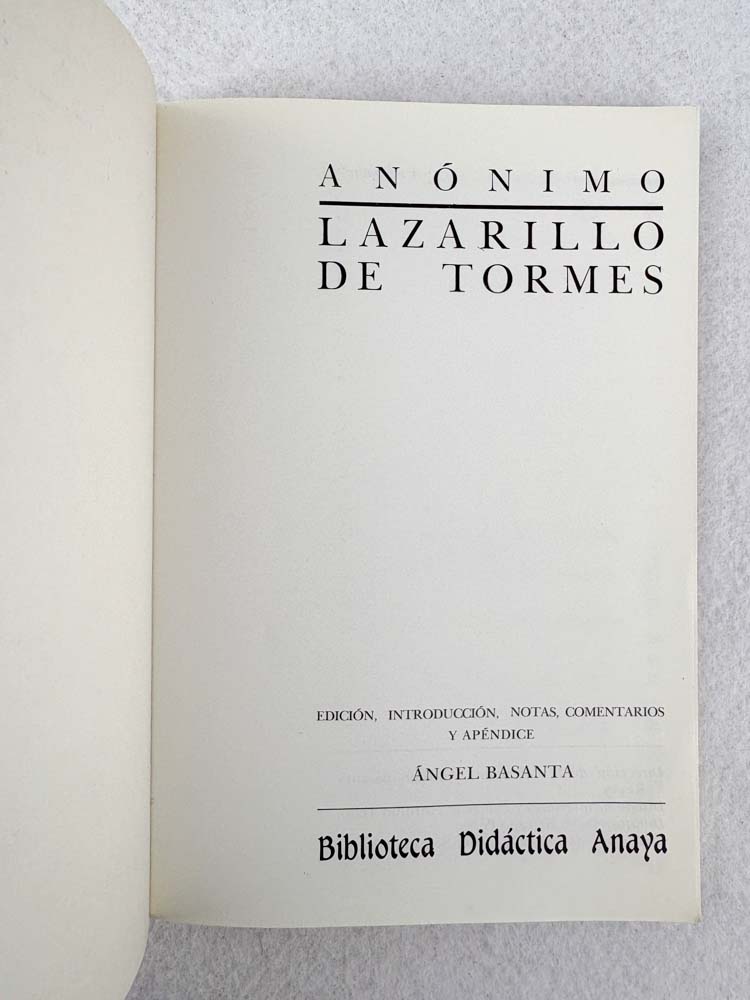 ANÓNIMO
LAZARILLO
DE TORMES
EDICIÓN, INTRODUCCIÓN, NOTAS, COMENTARIOS
Y APÉNDICE
ÁNGEL BASANTA
Biblioteca Didáctica Anaya